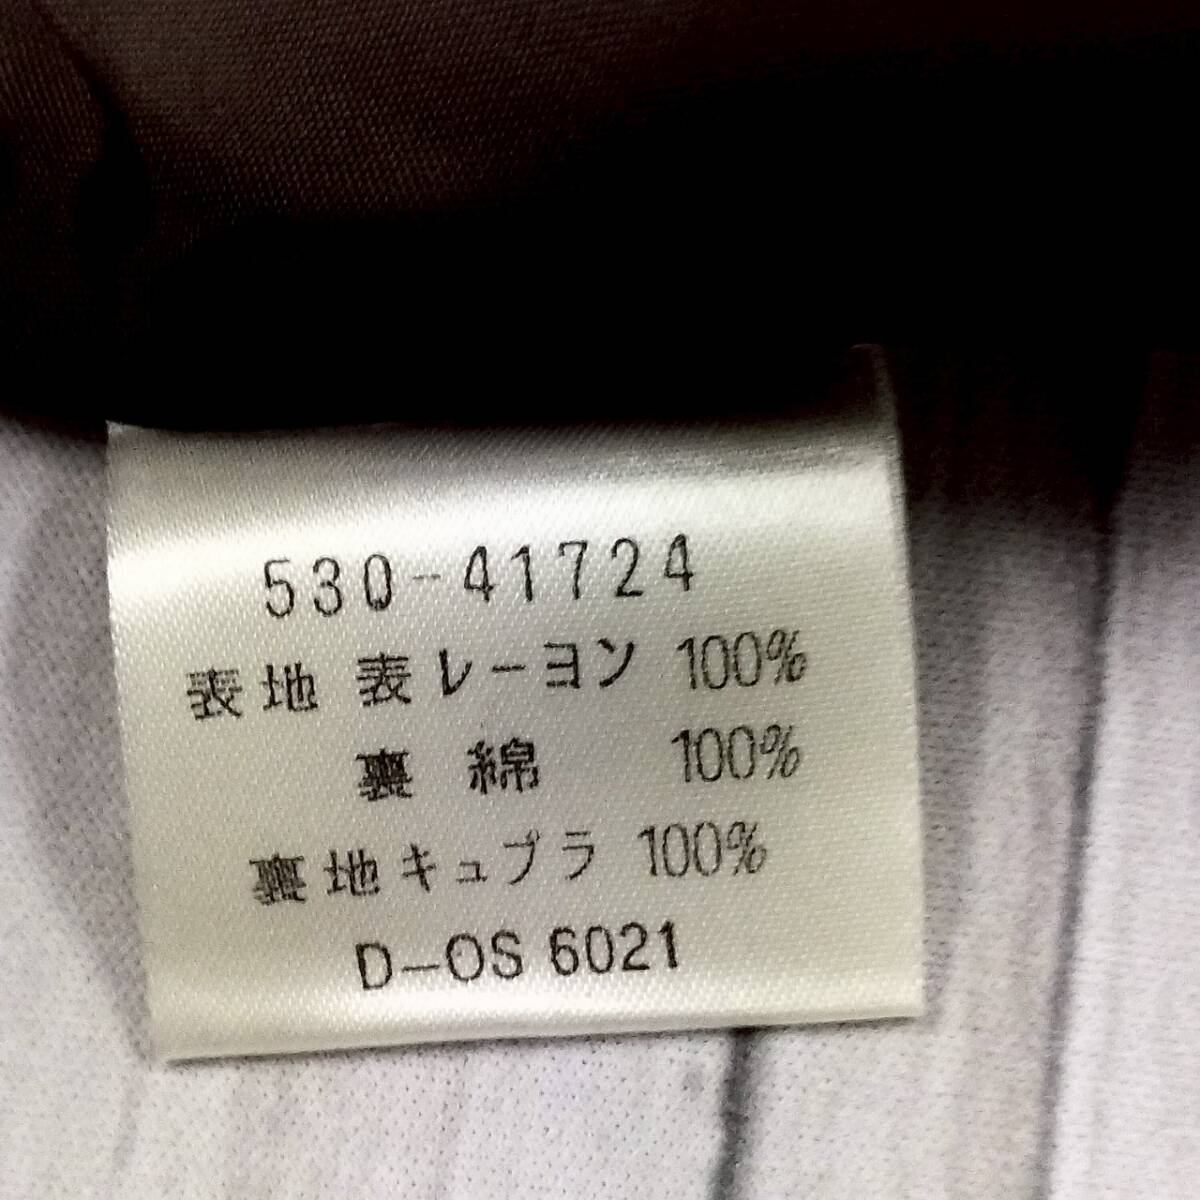 530-41724
表地 表レーヨン 100%
裏 綿 100%
裏地キュプラ 100%
D-OS 6021